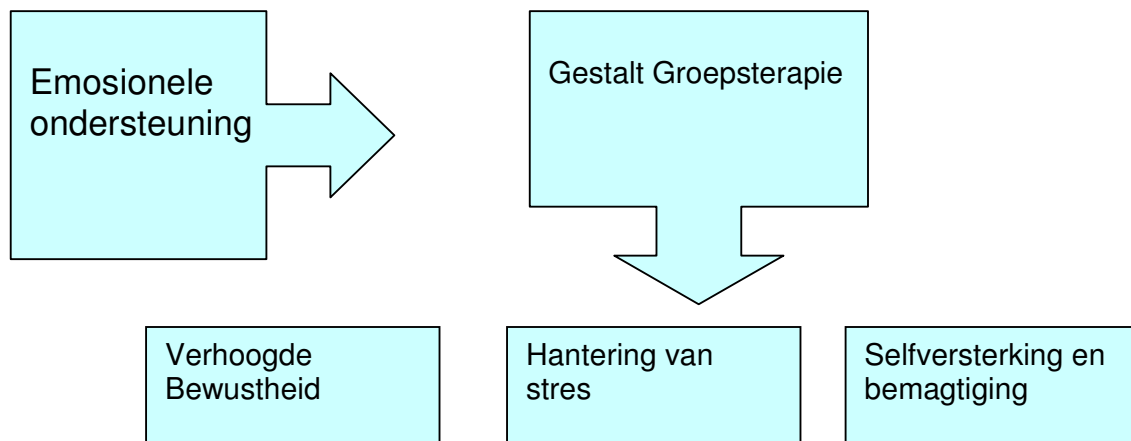 Emosionele
ondersteuning
Gestalt Groepsterapie
Verhoogde
Bewustheid
Hantering van
stres
Selfversterking en
bemagtiging